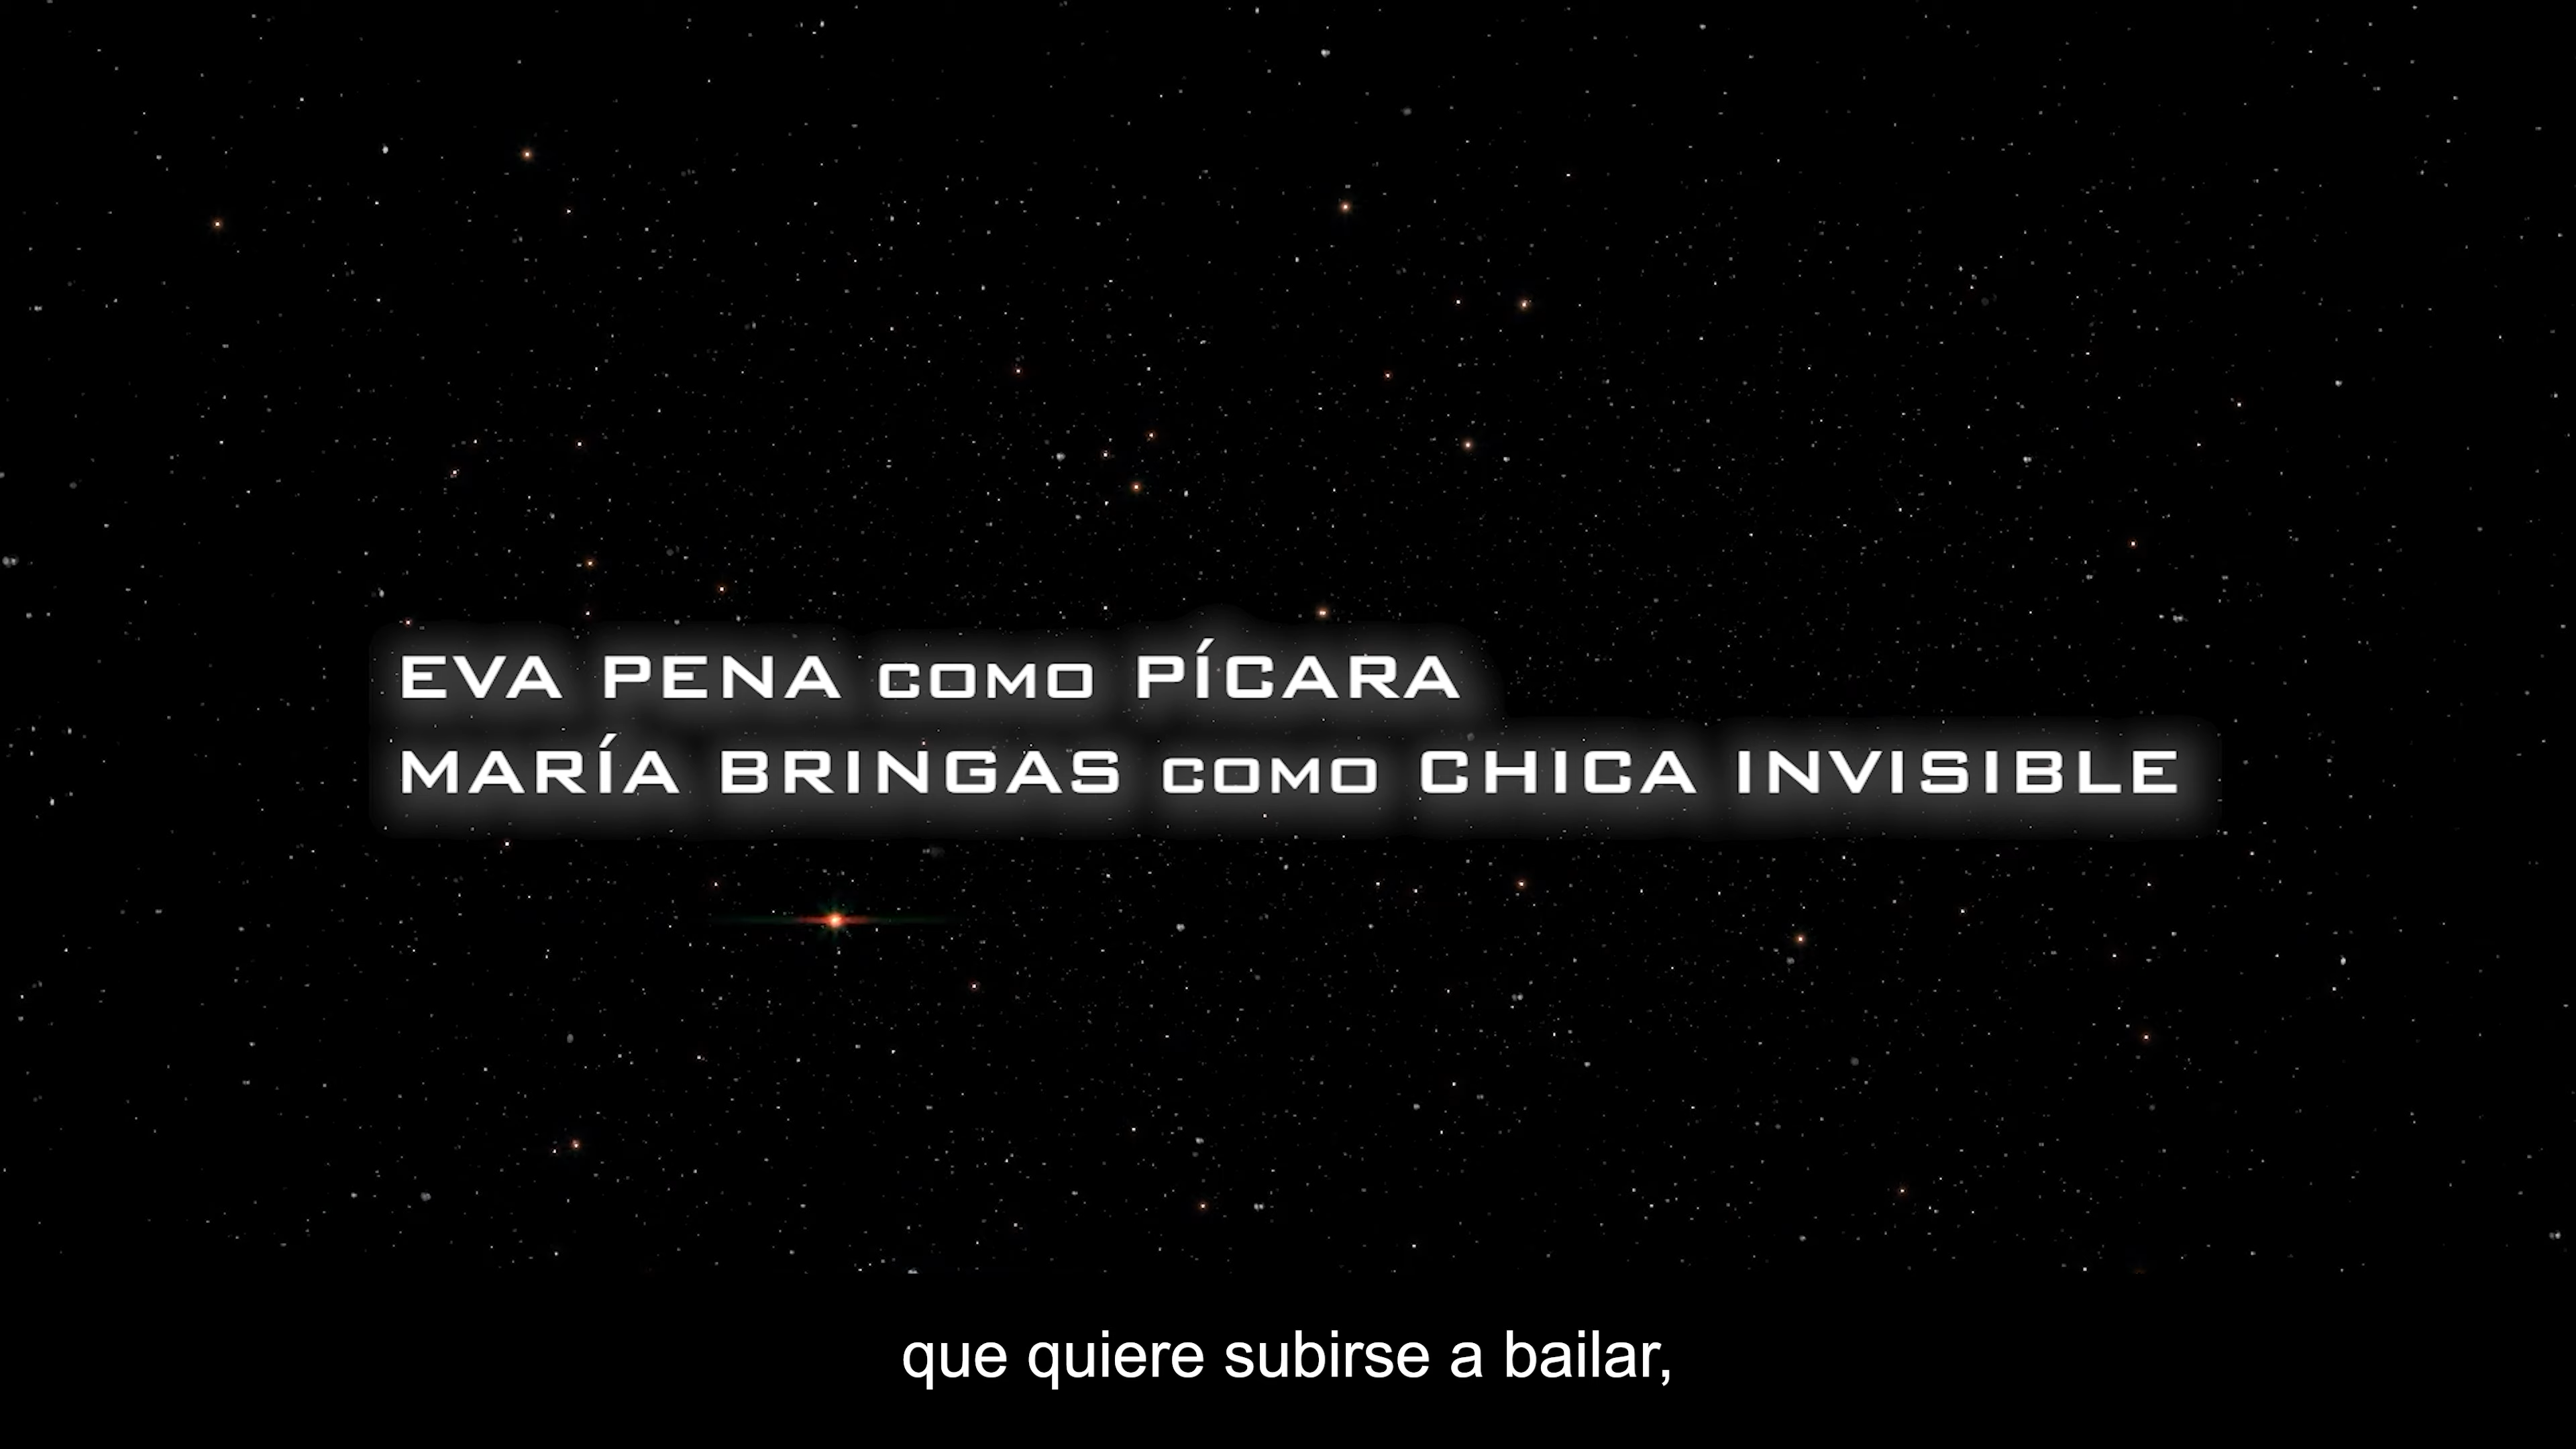 EVA PENA COMO PÍCARA
MARÍA BRINGAS COMO CHICA INVISIBLE
que quiere subirse a bailar,